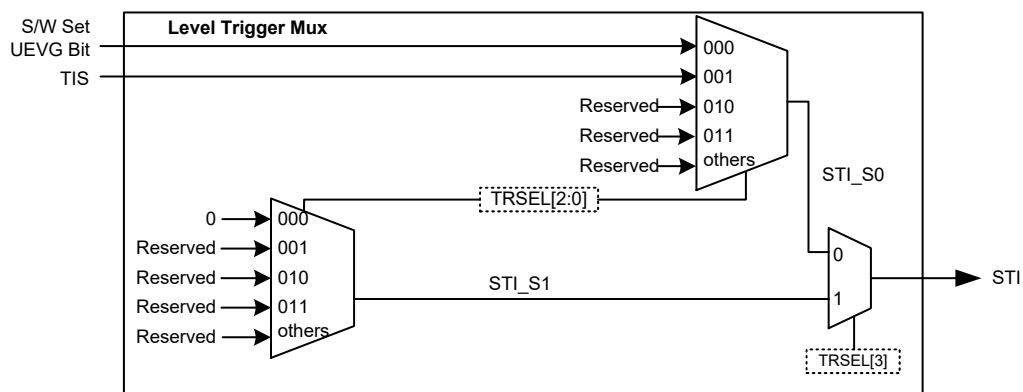 S/W Set
UEVG Bit
TIS
Level Trigger Mux
000
001
Reserved 010
Reserved 011
Reserved others
STI_S0
TRSEL[2:0]
0 000
Reserved 001
Reserved 010
Reserved 011
Reserved others
STI_S1
0
1
STI
TRSEL[3]